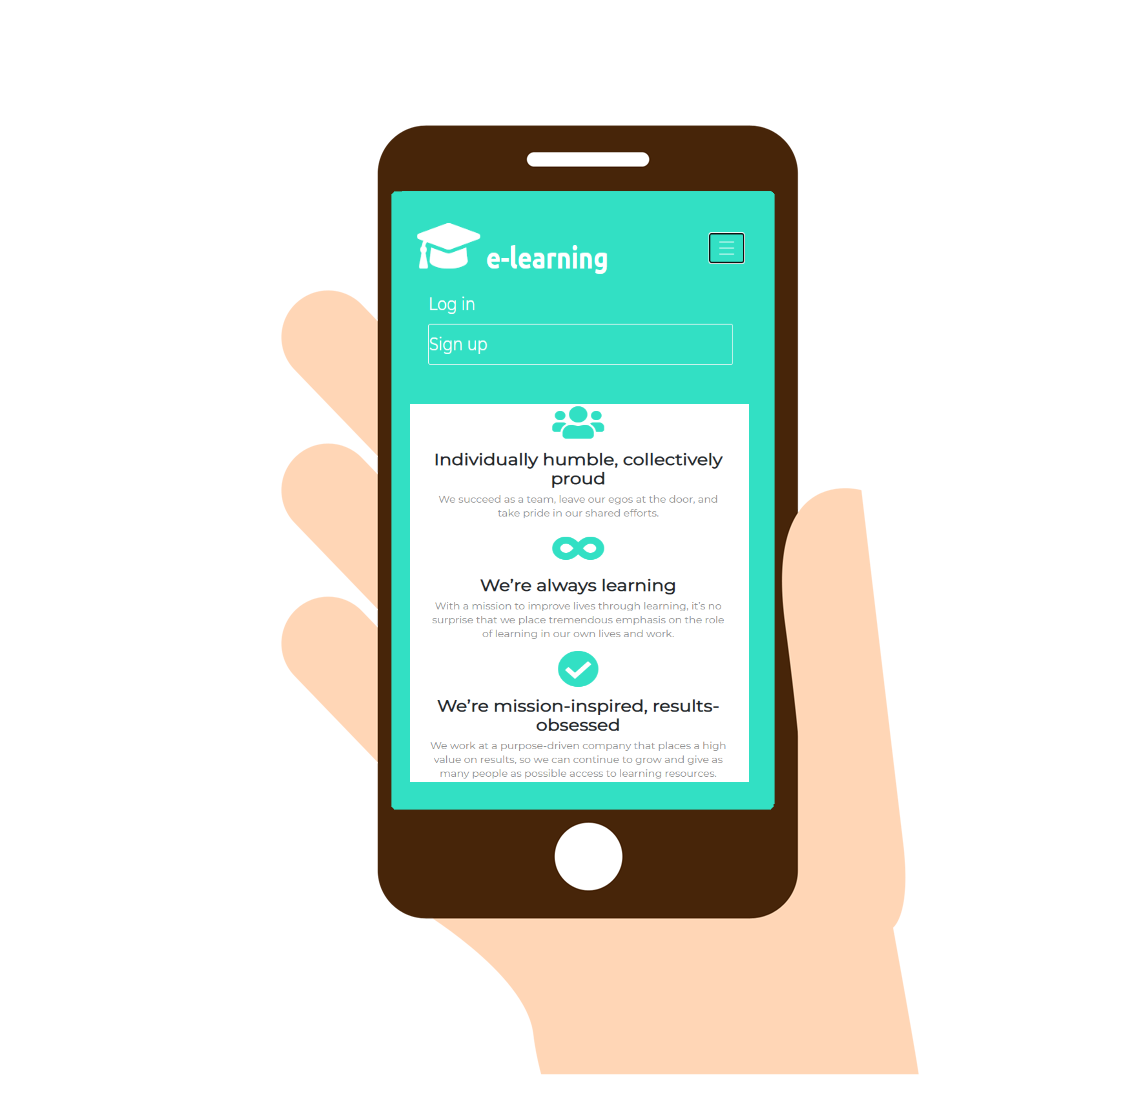 e-learning
Log in
Sign up
Individually humble, collectively
proud
We succeed as a team, leave our egos at the door, and
take pride in our shared efforts.
We’re always learning
With a mission to improve lives through learning, it’s no
surprise that we place tremendous emphasis on the role
of learning in our own lives and work.
We’re mission-inspired, results-
obsessed
We work at a purpose-driven company that places a high
value on results, so we can continue to grow and give as
many people as possible access to learning resources.